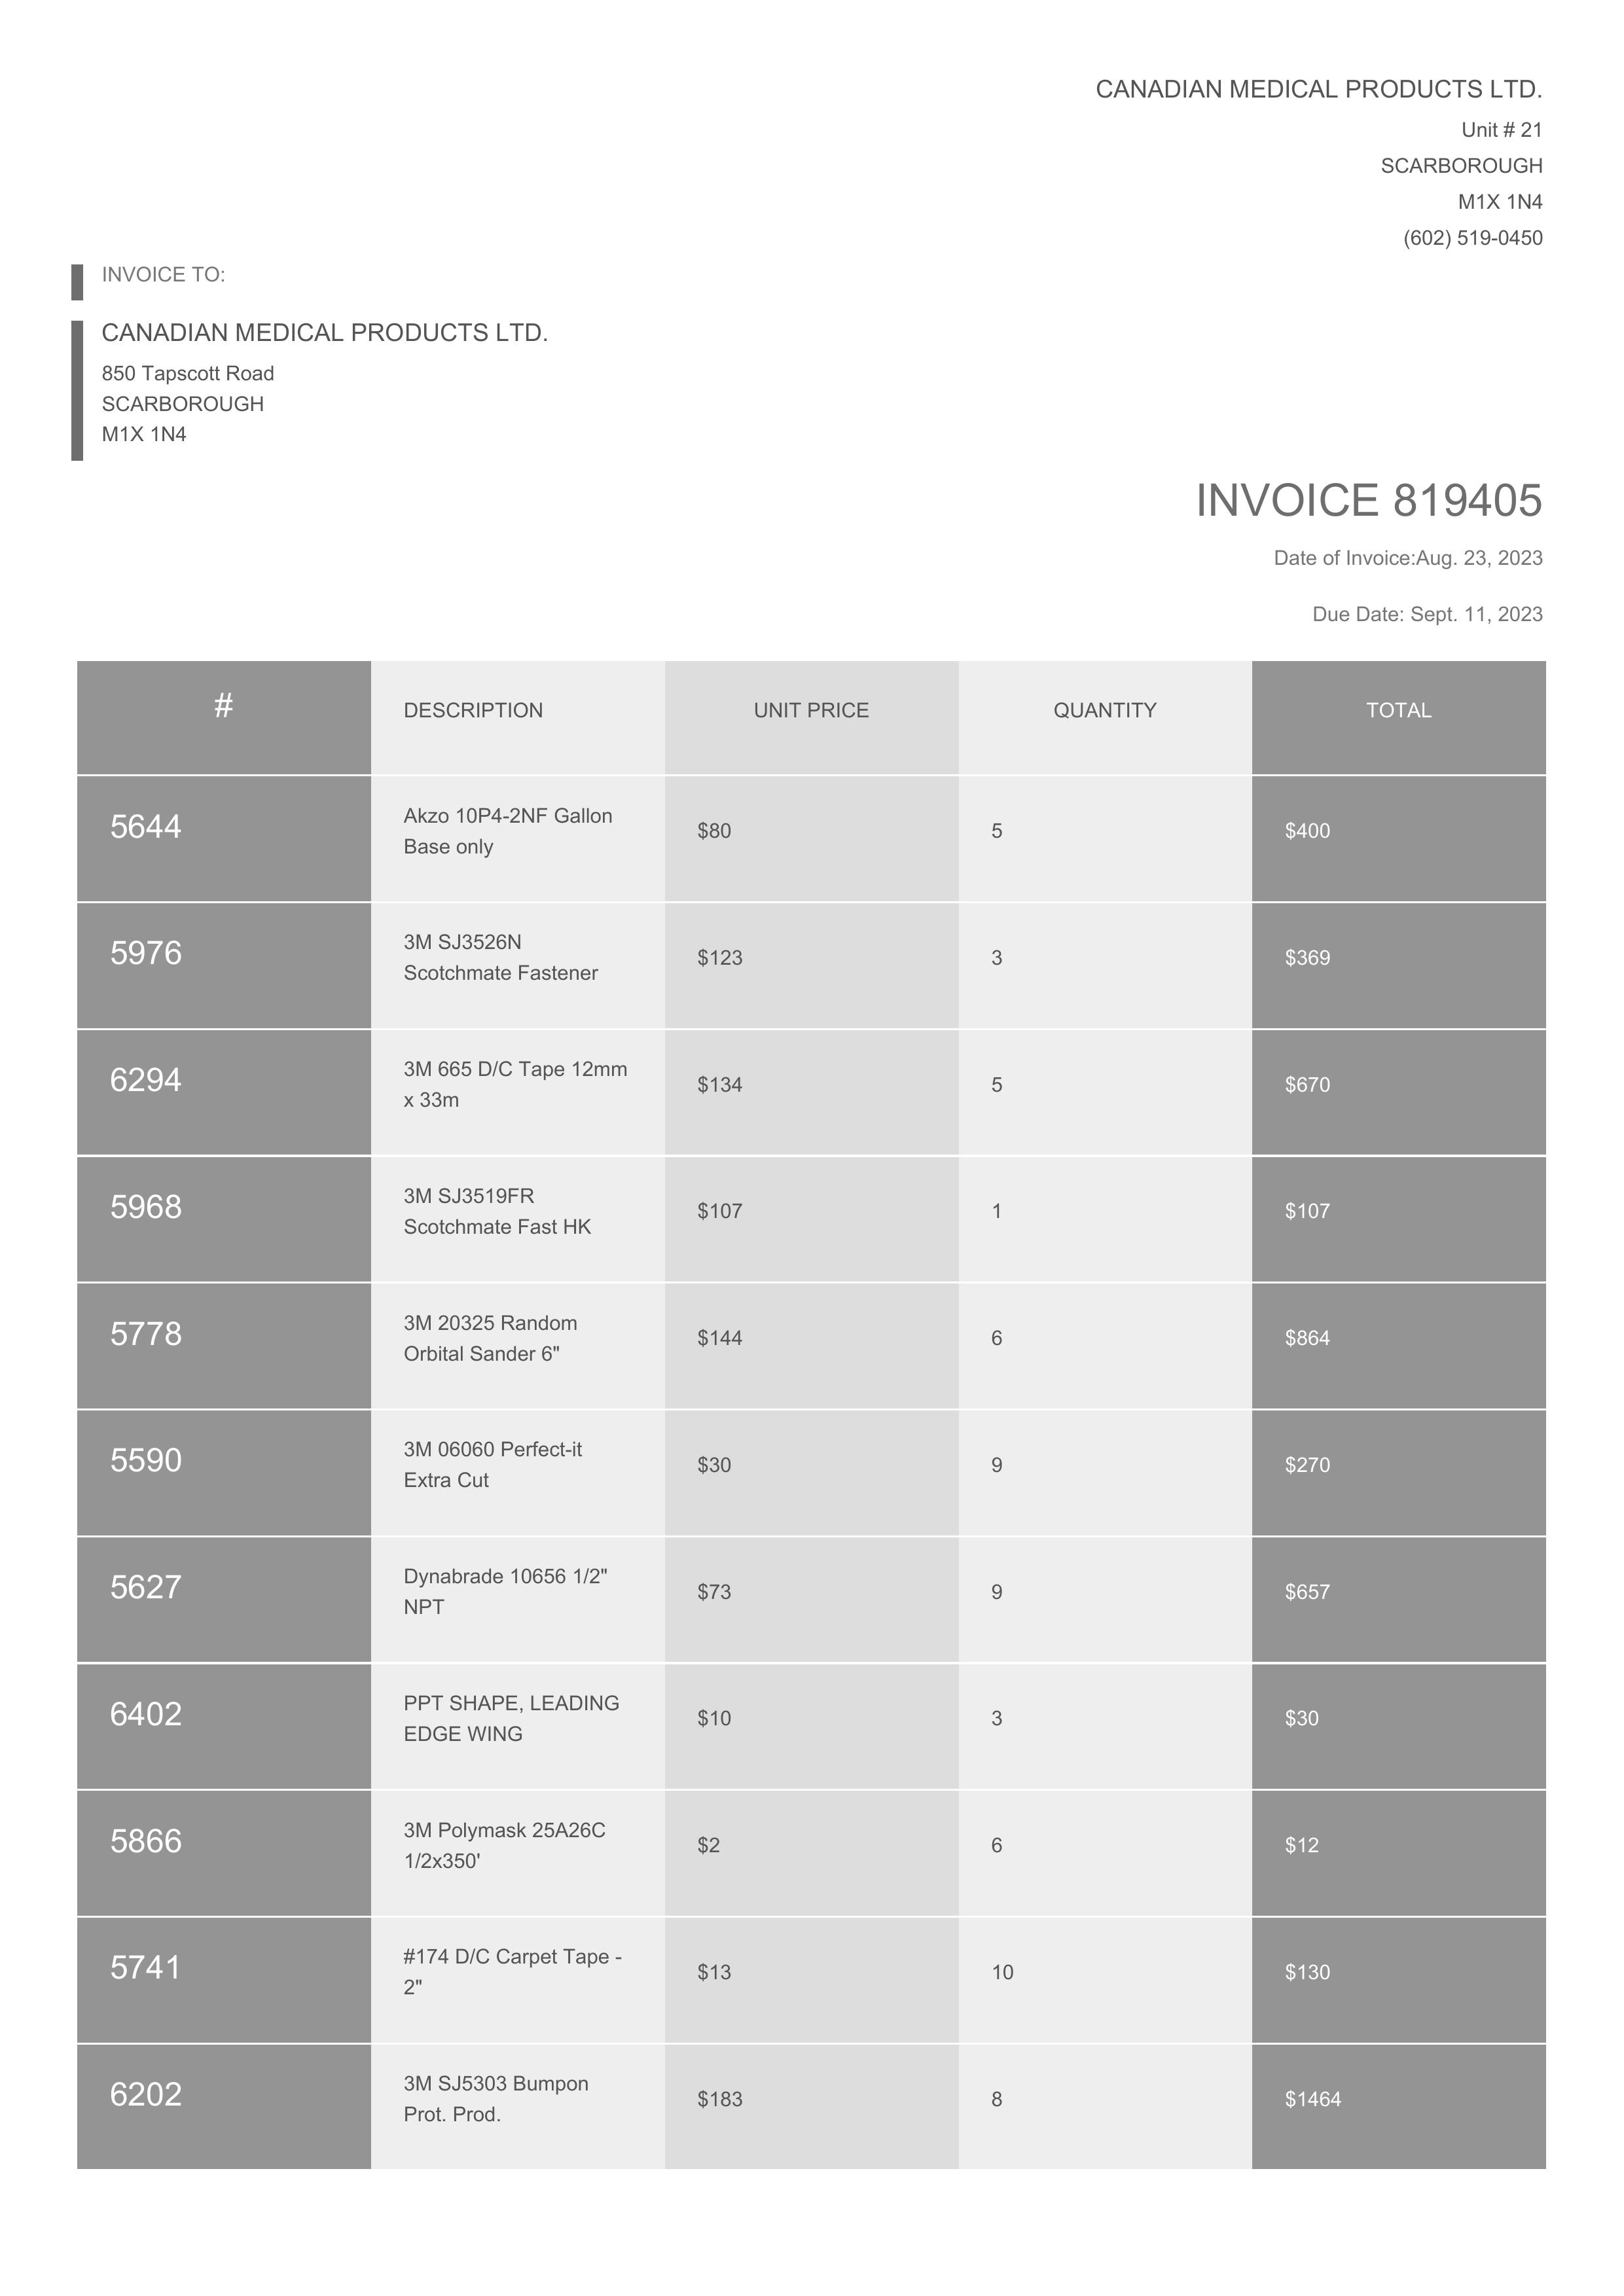 CANADIAN MEDICAL PRODUCTS LTD.
Unit # 21
SCARBOROUGH
M1X 1N4
(602) 519-0450
INVOICE TO:
CANADIAN MEDICAL PRODUCTS LTD.
850 Tapscott Road
SCARBOROUGH
M1X 1N4
INVOICE 819405
Date of Invoice:Aug. 23, 2023
Due Date: Sept. 11, 2023
# DESCRIPTION UNIT PRICE QUANTITY TOTAL
5644 Akzo 10P4-2NF Gallon
Base only $80 5 $400
5976 3M SJ3526N
Scotchmate Fastener $123 3 $369
6294 3M 665 D/C Tape 12mm
x 33m $134 5 $670
5968 3M SJ3519FR
Scotchmate Fast HK $107 1 $107
5778 3M 20325 Random
Orbital Sander 6" $144 6 $864
5590 3M 06060 Perfect-it
Extra Cut $30 9 $270
5627 Dynabrade 10656 1/2"
NPT $73 9 $657
6402 PPT SHAPE, LEADING
EDGE WING $10 3 $30
5866 3M Polymask 25A26C
1/2x350' $2 6 $12
5741 #174 D/C Carpet Tape -
2" $13 10 $130
6202 3M SJ5303 Bumpon
Prot. Prod. $183 8 $1464